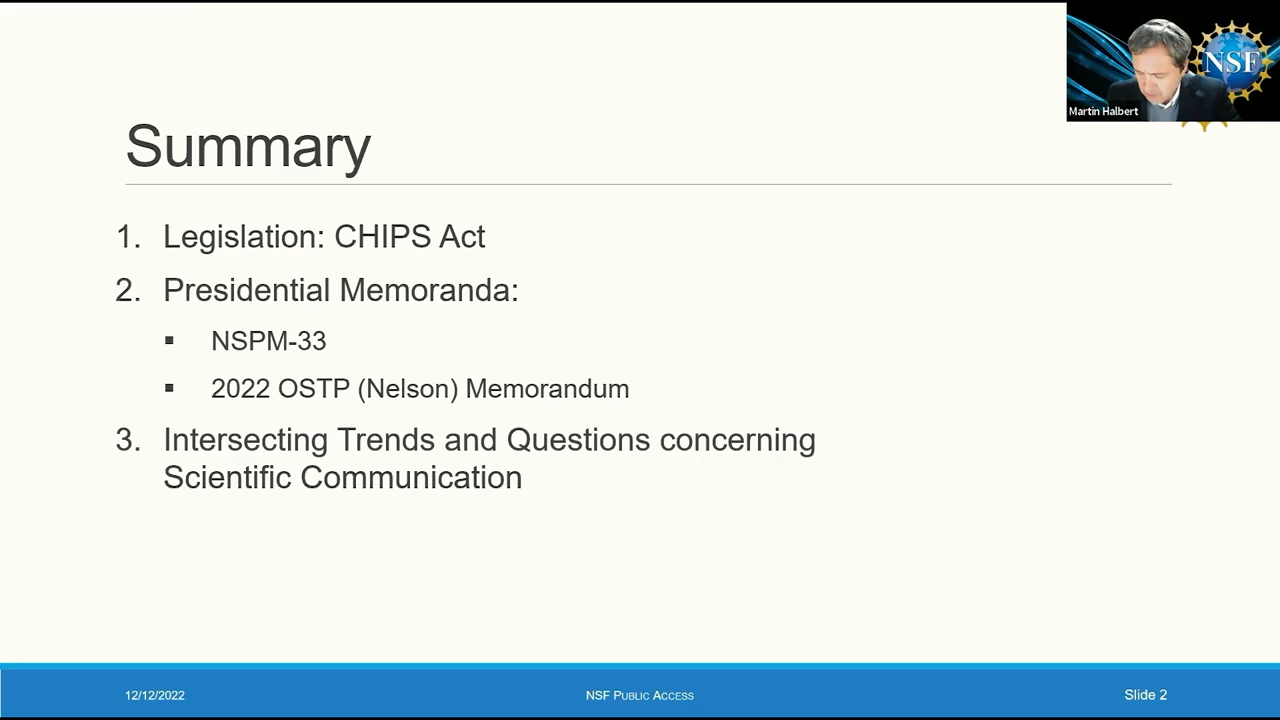 NSF
Martin Halbert
Summary
1. Legislation: CHIPS Act
2. Presidential Memoranda:
▪ NSPM-33
▪ 2022 OSTP (Nelson) Memorandum
3. Intersecting Trends and Questions concerning
Scientific Communication
12/12/2022
NSF PUBLIC ACCESS
Slide 2